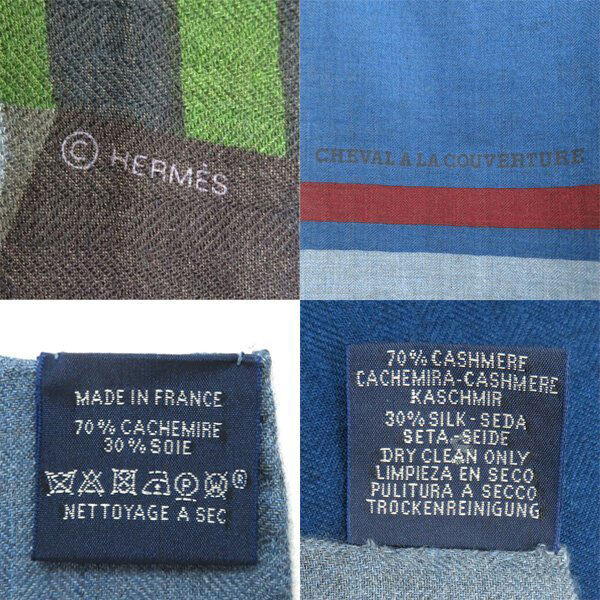 © HERMÈS
CHEVAL A LA COUVERTURE
MADE IN FRANCE
70% CACHEMIRE
30% SOIE
NETTOYAGE A SEC
70% CASHMERE
CACHEMIRA-CASHMERE
KASCHMIR
30% SILK-SEDA
SETA-SEIDE
DRY CLEAN ONLY
LIMPIEZA EN SECO
PULITURA A SECCO
TROCKENREINIGUNG